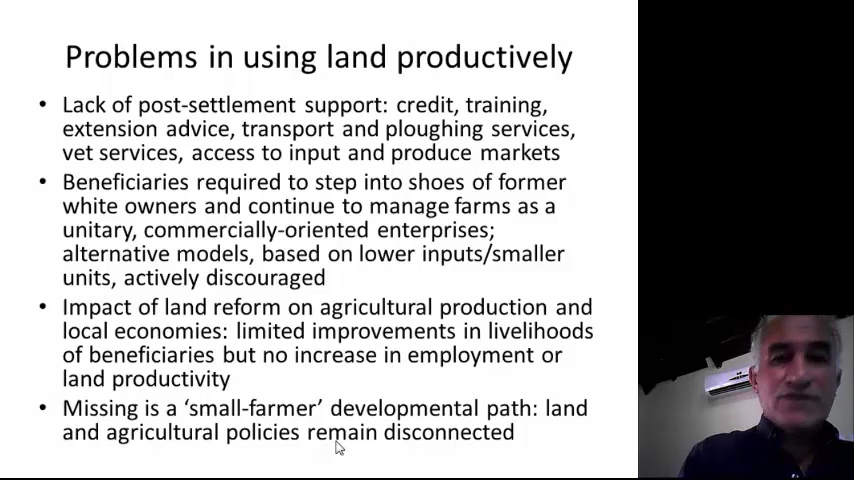 Problems in using land productively
• Lack of post-settlement support: credit, training,
extension advice, transport and ploughing services,
vet services, access to input and produce markets
• Beneficiaries required to step into shoes of former
white owners and continue to manage farms as a
unitary, commercially-oriented enterprises;
alternative models, based on lower inputs/smaller
units, actively discouraged
• Impact of land reform on agricultural production and
local economies: limited improvements in livelihoods
of beneficiaries but no increase in employment or
land productivity
• Missing is a ‘small-farmer’ developmental path: land
and agricultural policies remain disconnected